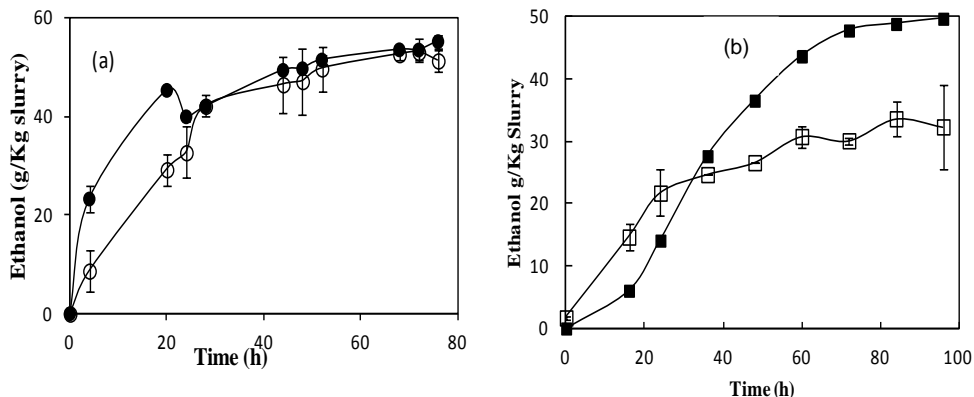 (a)
Ethanol (g/Kg slurry)
60
40
20
0
0 20 40 60 80
Time (h)
(b)
Ethanol g/Kg Slurry
50
40
30
20
10
0
0 20 40 60 80 100
Time (h)